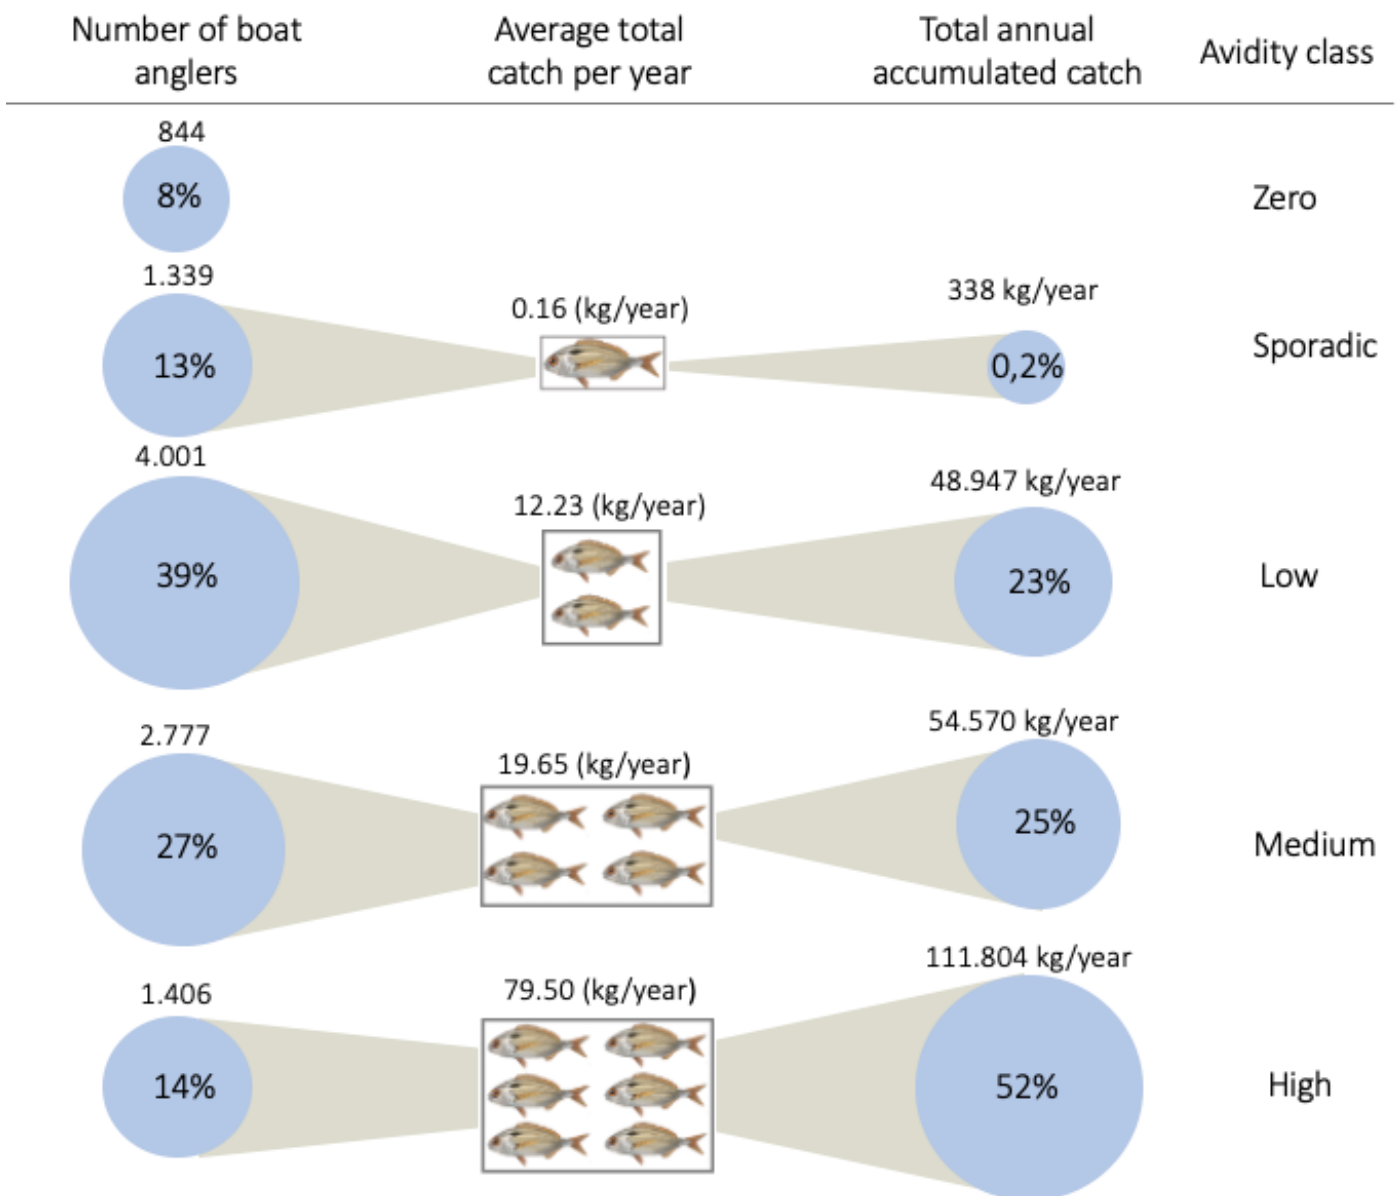 Number of boat
anglers
Average total
catch per year
Total annual
accumulated catch
Avidity class
844
8%
Zero
1.339
13%
0.16 (kg/year)
338 kg/year
0,2%
Sporadic
4.001
39%
12.23 (kg/year)
48.947 kg/year
23%
Low
2.777
27%
19.65 (kg/year)
54.570 kg/year
25%
Medium
1.406
14%
79.50 (kg/year)
111.804 kg/year
52%
High